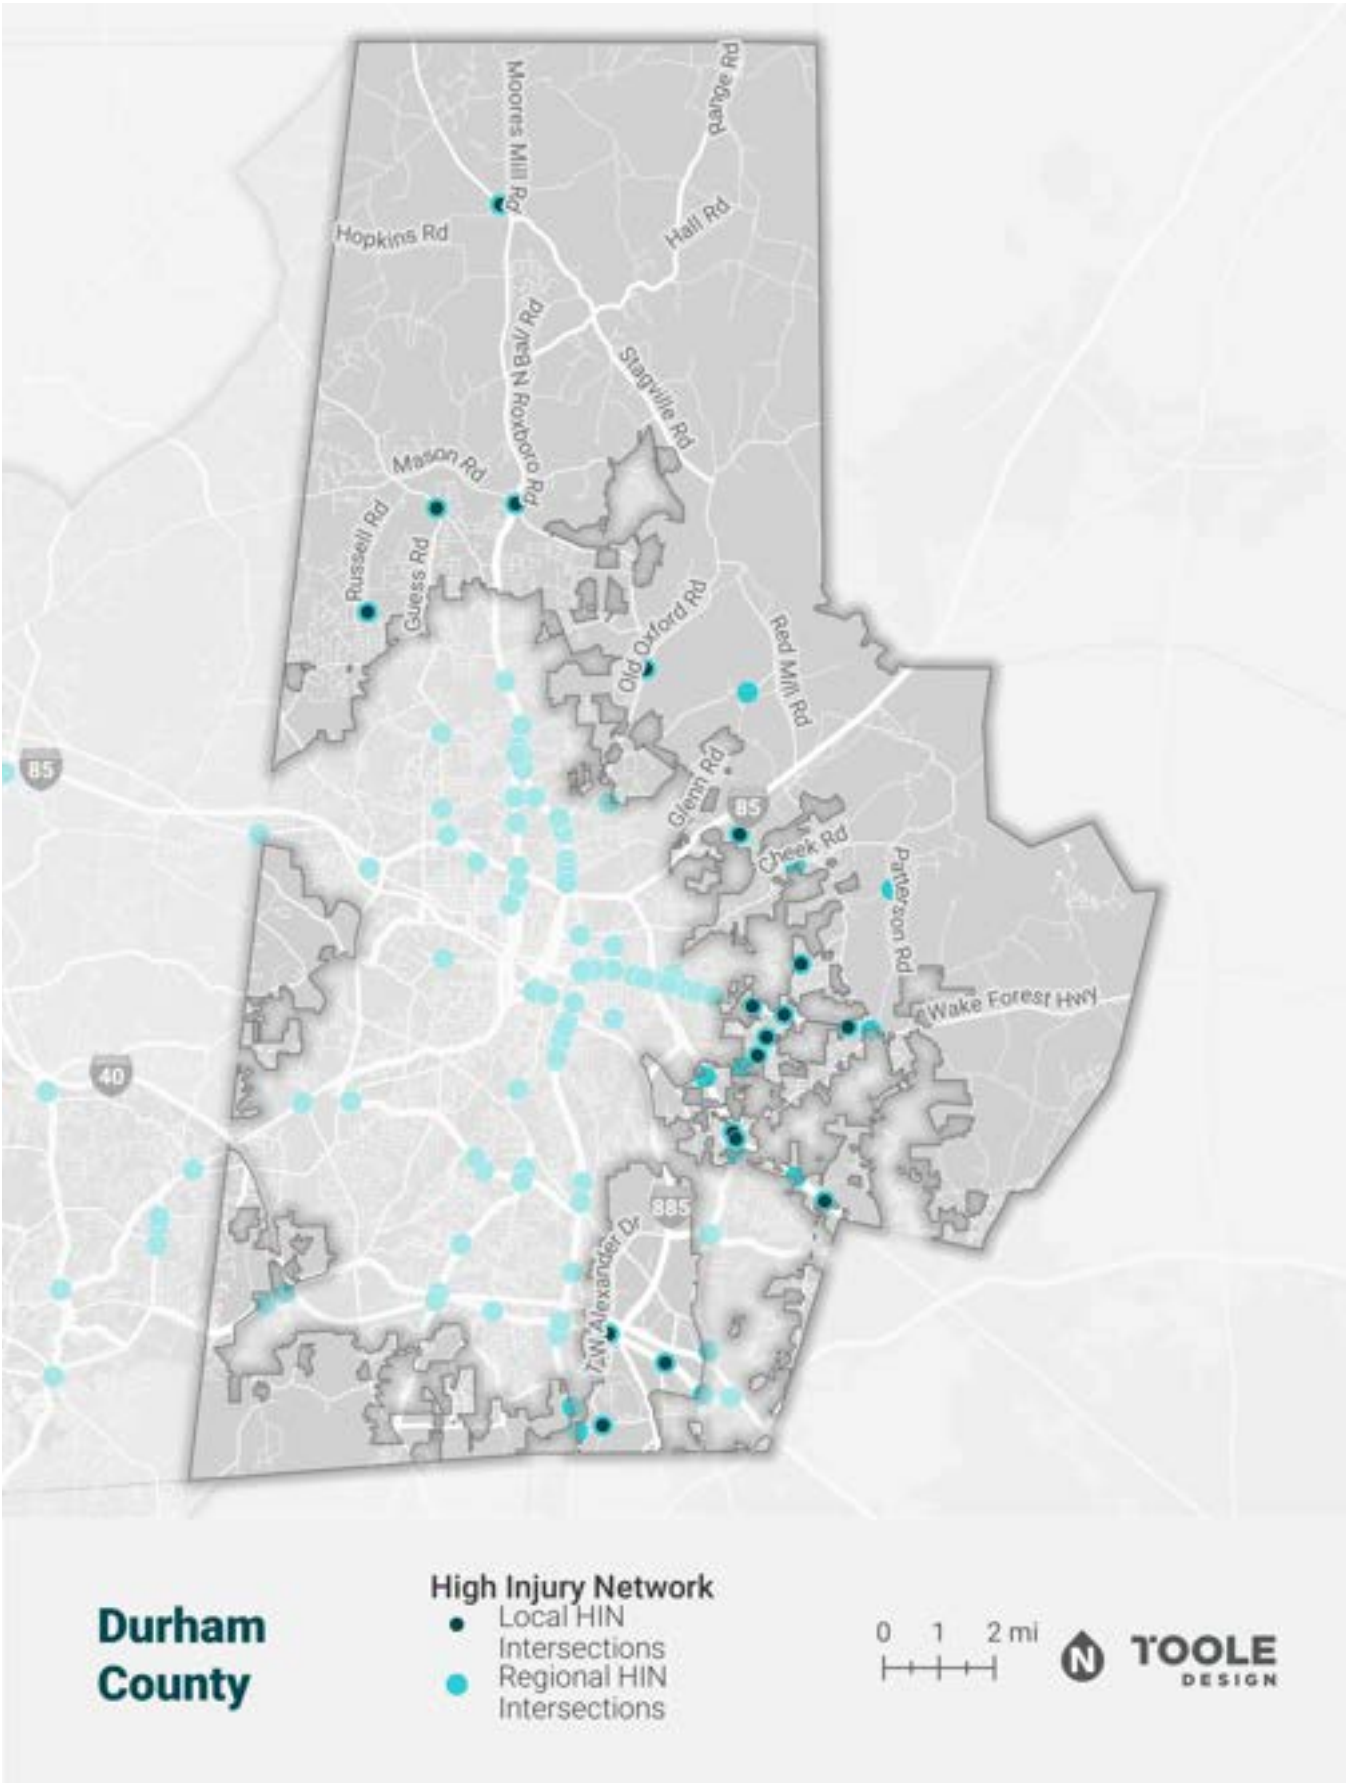 Moores Mill Rd
Range Rd
Hopkins Rd
Hall Rd
Ball Rd
N Roxboro Rd
Stagville Rd
Mason Rd
Russell Rd
Guess Rd
Old Oxford Rd
Red Mill Rd
Glenn Rd
85
85
Cheek Rd
Patterson Rd
Wake Forest Hwy
40
885
T.W Alexander Dr
Durham
County
High Injury Network
Local HIN
Intersections
Regional HIN
Intersections
0 1 2 mi
N
TOOLE
DESIGN